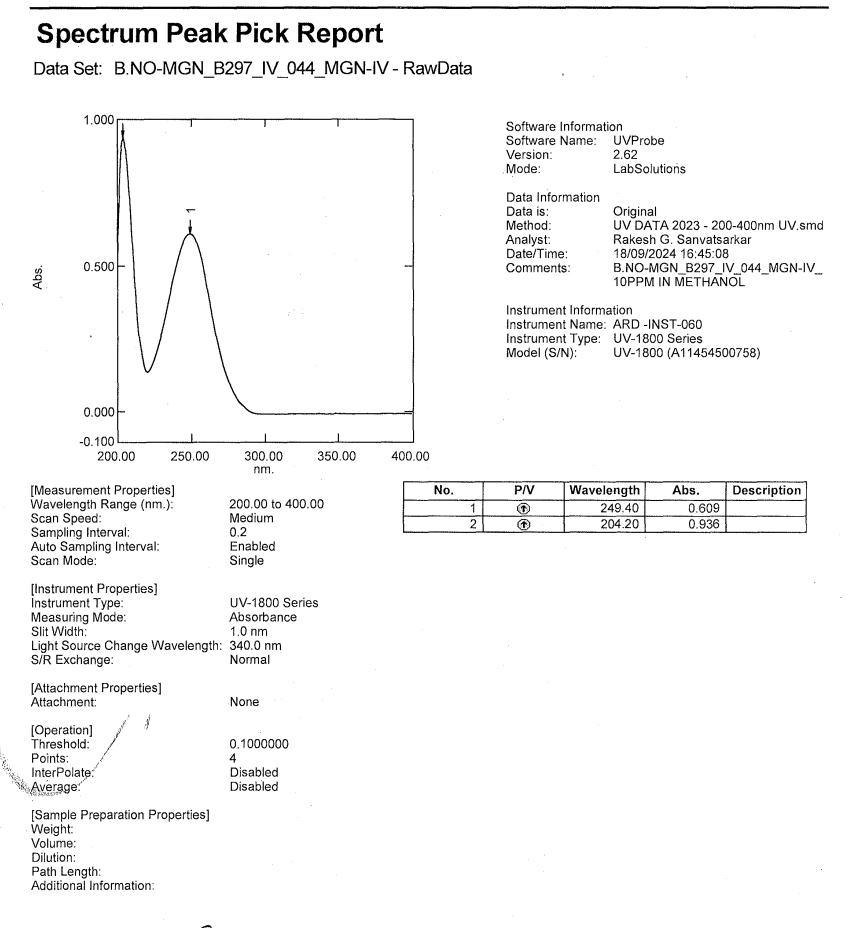 Spectrum Peak Pick Report
Data Set: B.NO-MGN_B297_IV_044_MGN-IV - RawData
1.000
0.500
0.000
-0.100
Abs.
1
200.00 250.00 300.00 350.00 400.00
nm.
Software Information
Software Name: UVProbe
Version: 2.62
Mode: LabSolutions
Data Information
Data is: Original
Method: UV DATA 2023 - 200-400nm UV.smd
Analyst: Rakesh G. Sanvatsarkar
Date/Time: 18/09/2024 16:45:08
Comments: B.NO-MGN_B297_IV_044_MGN-IV_
10PPM IN METHANOL
Instrument Information
Instrument Name: ARD -INST-060
Instrument Type: UV-1800 Series
Model (S/N): UV-1800 (A11454500758)
[Measurement Properties]
Wavelength Range (nm.): 200.00 to 400.00
Scan Speed: Medium
Sampling Interval: 0.2
Auto Sampling Interval: Enabled
Scan Mode: Single
[Instrument Properties]
Instrument Type: UV-1800 Series
Measuring Mode: Absorbance
Slit Width: 1.0 nm
Light Source Change Wavelength: 340.0 nm
S/R Exchange: Normal
[Attachment Properties]
Attachment: None
[Operation]
Threshold: 0.1000000
Points: 4
InterPolate: Disabled
Average: Disabled
[Sample Preparation Properties]
Weight:
Volume:
Dilution:
Path Length:
Additional Information:
No. P/V Wavelength Abs. Description
1 249.40 0.609
2 204.20 0.936